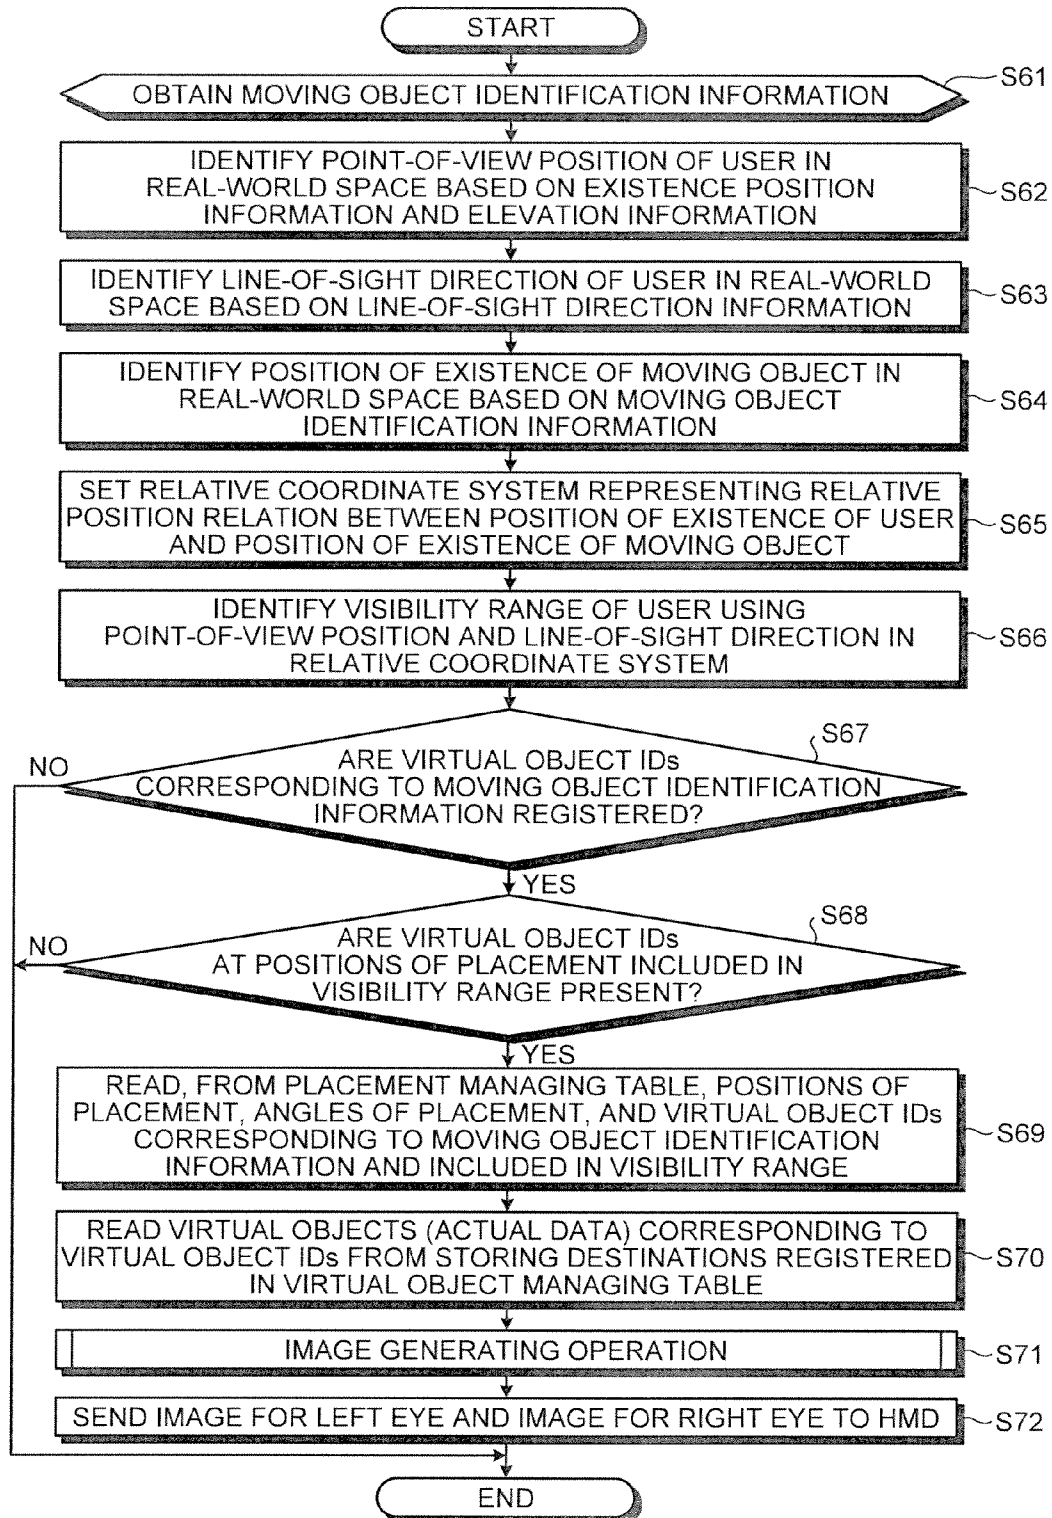 START
OBTAIN MOVING OBJECT IDENTIFICATION INFORMATION
S61
IDENTIFY POINT-OF-VIEW POSITION OF USER IN
REAL-WORLD SPACE BASED ON EXISTENCE POSITION
INFORMATION AND ELEVATION INFORMATION
S62
IDENTIFY LINE-OF-SIGHT DIRECTION OF USER IN REAL-WORLD
SPACE BASED ON LINE-OF-SIGHT DIRECTION INFORMATION
S63
IDENTIFY POSITION OF EXISTENCE OF MOVING OBJECT IN
REAL-WORLD SPACE BASED ON MOVING OBJECT
IDENTIFICATION INFORMATION
S64
SET RELATIVE COORDINATE SYSTEM REPRESENTING RELATIVE
POSITION RELATION BETWEEN POSITION OF EXISTENCE OF USER
AND POSITION OF EXISTENCE OF MOVING OBJECT
S65
IDENTIFY VISIBILITY RANGE OF USER USING
POINT-OF-VIEW POSITION AND LINE-OF-SIGHT DIRECTION IN
RELATIVE COORDINATE SYSTEM
S66
S67
NO
ARE VIRTUAL OBJECT IDs
CORRESPONDING TO MOVING OBJECT IDENTIFICATION
INFORMATION REGISTERED?
YES
S68
NO
ARE VIRTUAL OBJECT IDs
AT POSITIONS OF PLACEMENT INCLUDED IN
VISIBILITY RANGE PRESENT?
YES
READ, FROM PLACEMENT MANAGING TABLE, POSITIONS OF
PLACEMENT, ANGLES OF PLACEMENT, AND VIRTUAL OBJECT IDs
CORRESPONDING TO MOVING OBJECT IDENTIFICATION
INFORMATION AND INCLUDED IN VISIBILITY RANGE
S69
READ VIRTUAL OBJECTS (ACTUAL DATA) CORRESPONDING TO
VIRTUAL OBJECT IDs FROM STORING DESTINATIONS REGISTERED
IN VIRTUAL OBJECT MANAGING TABLE
S70
IMAGE GENERATING OPERATION
S71
SEND IMAGE FOR LEFT EYE AND IMAGE FOR RIGHT EYE TO HMD
S72
END